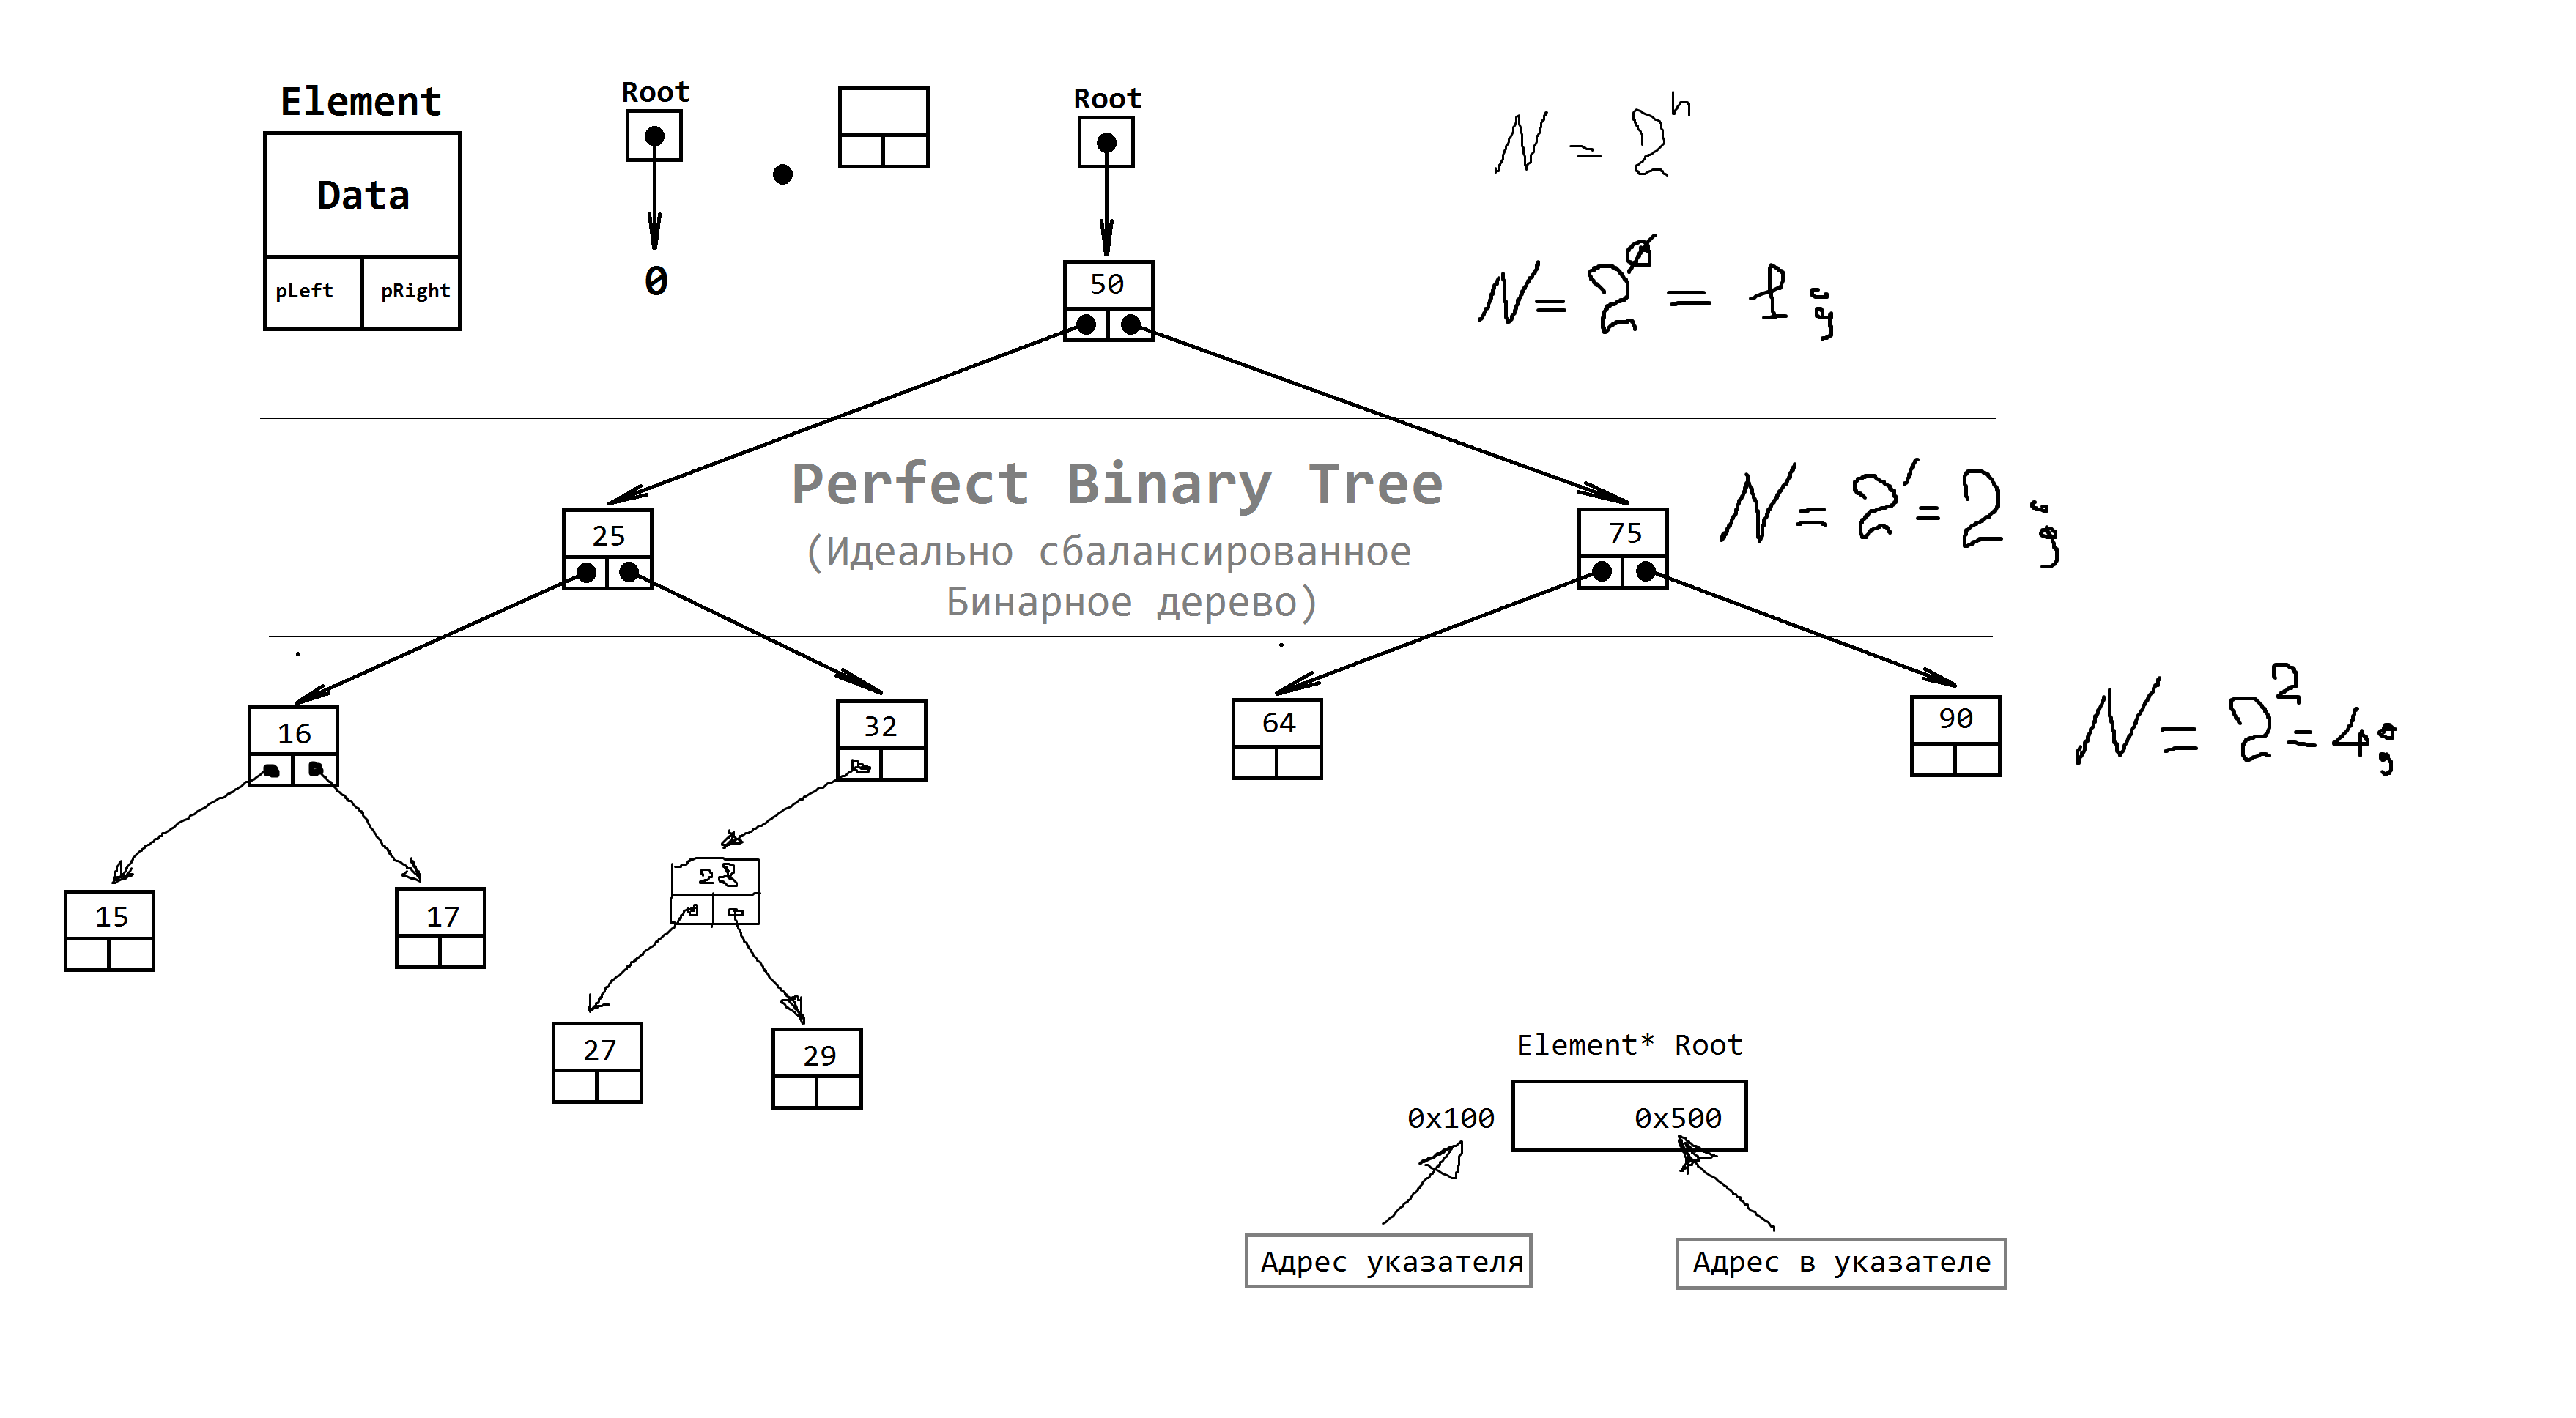 Element
Data
pLeft pRight
Root
0
Root
50
N = 2^h
N = 2^0 = 1;
Perfect Binary Tree
(Идеально сбалансированное
Бинарное дерево)
25
75
N = 2^1 = 2;
16
32
64
90
N = 2^2 = 4;
15
17
28
27
29
Element* Root
0x100 0x500
Адрес указателя
Адрес в указателе